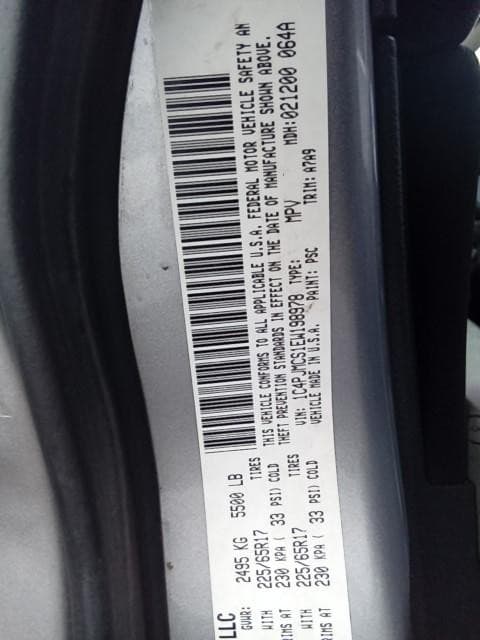 LLC
GVWR: 2495 KG 5500 LB
WITH 225/65R17 TIRES
RIMS AT 230 KPA ( 33 PSI) COLD
WITH 225/65R17 TIRES
RIMS AT 230 KPA ( 33 PSI) COLD
THIS VEHICLE CONFORMS TO ALL APPLICABLE U.S.A. FEDERAL MOTOR VEHICLE SAFETY AN
THEFT PREVENTION STANDARDS IN EFFECT ON THE DATE OF MANUFACTURE SHOWN ABOVE.
VIN: 1C4PJMCS1EW198978 TYPE: MPV MDH:021200 064A
VEHICLE MADE IN U.S.A. PAINT: PSC TRIM: A7A9